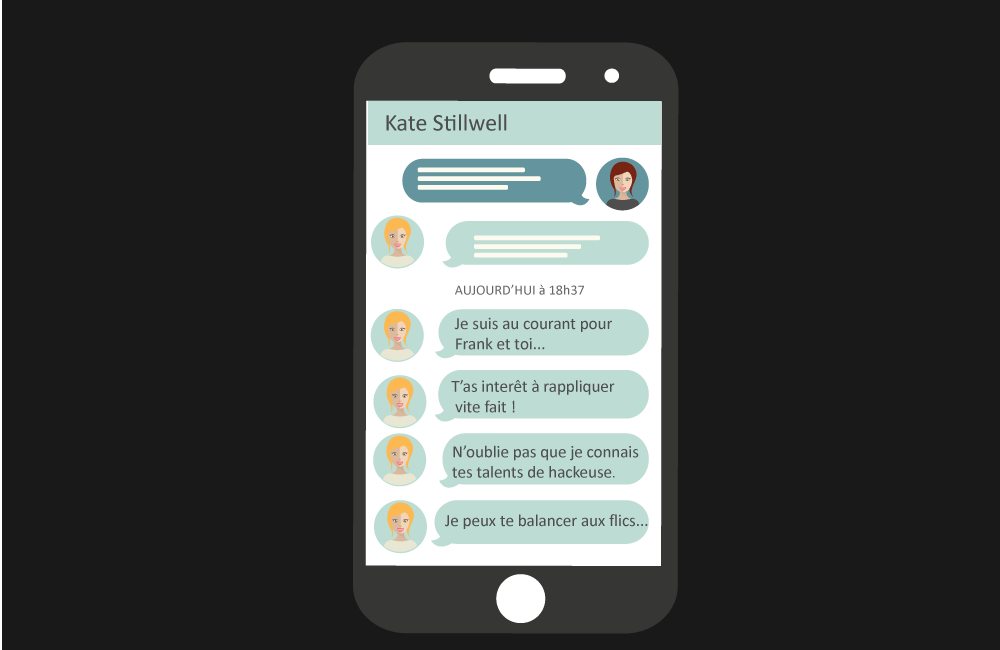 Kate Stillwell
AUJOURD'HUI à 18h37
Je suis au courant pour
Frank et toi...
T'as interêt à rappliquer
vite fait !
N'oublie pas que je connais
tes talents de hackeuse.
Je peux te balancer aux flics...